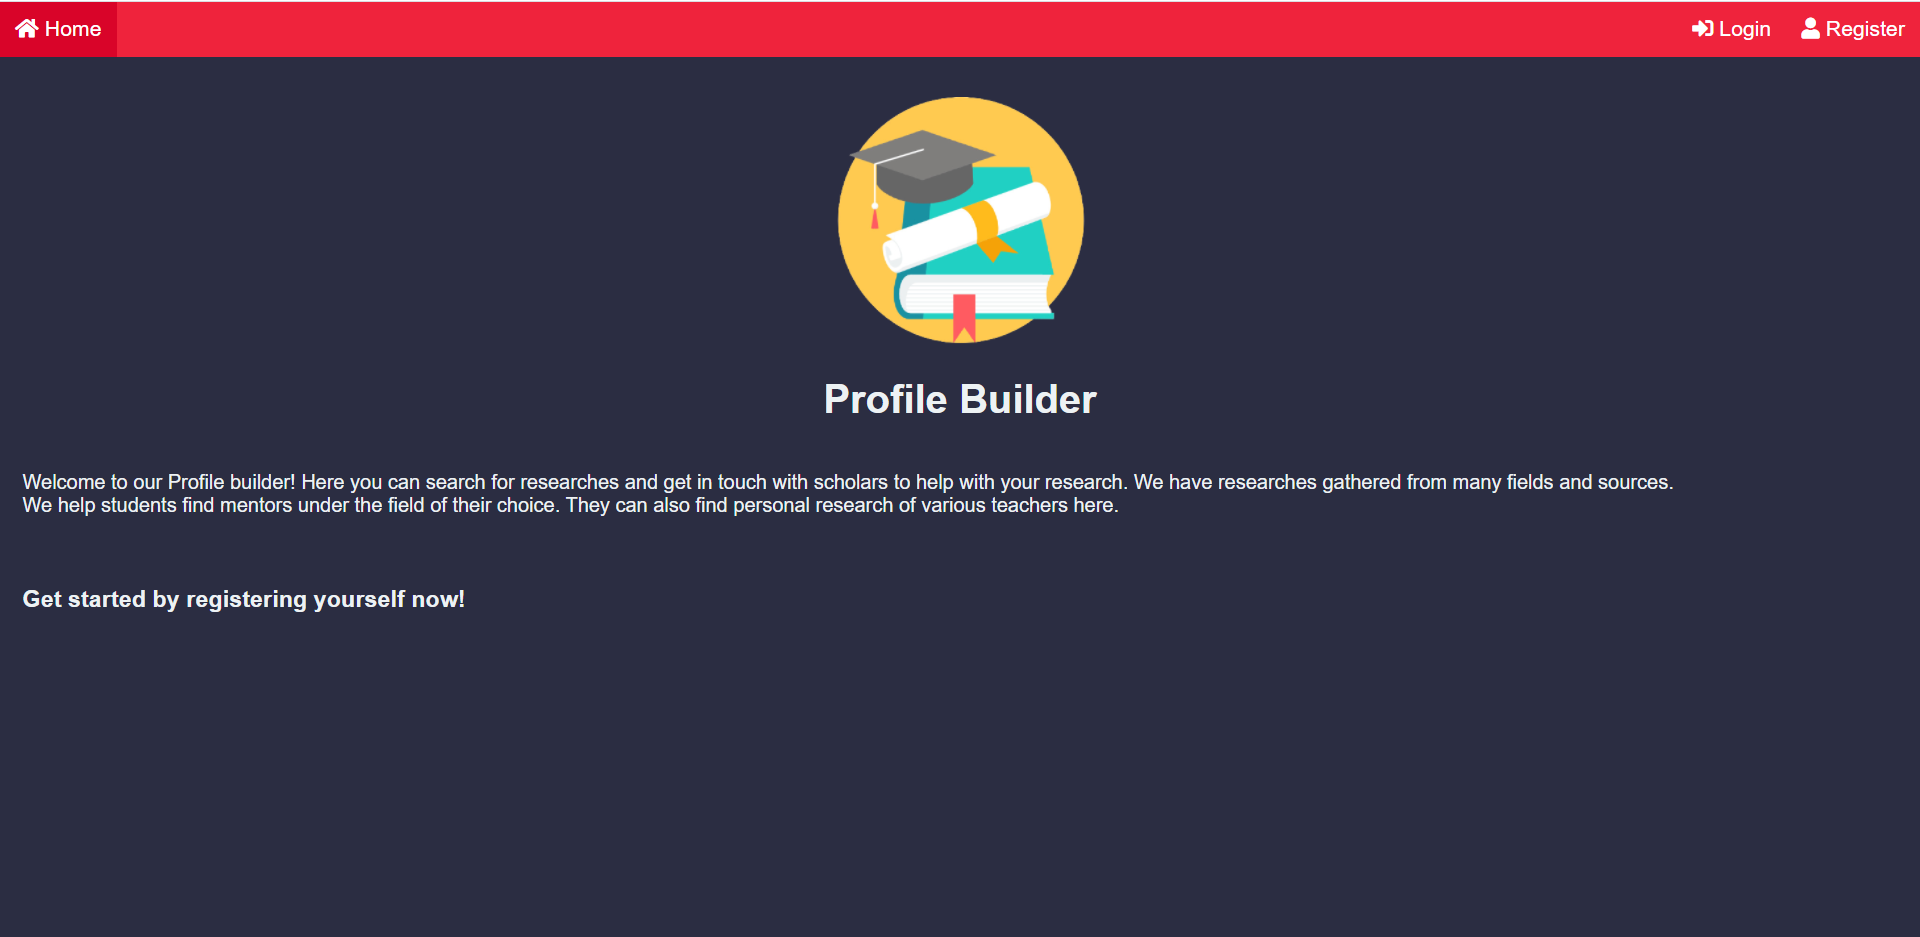 Home
Login
Register
Profile Builder
Welcome to our Profile builder! Here you can search for researches and get in touch with scholars to help with your research. We have researches gathered from many fields and sources.
We help students find mentors under the field of their choice. They can also find personal research of various teachers here.
Get started by registering yourself now!